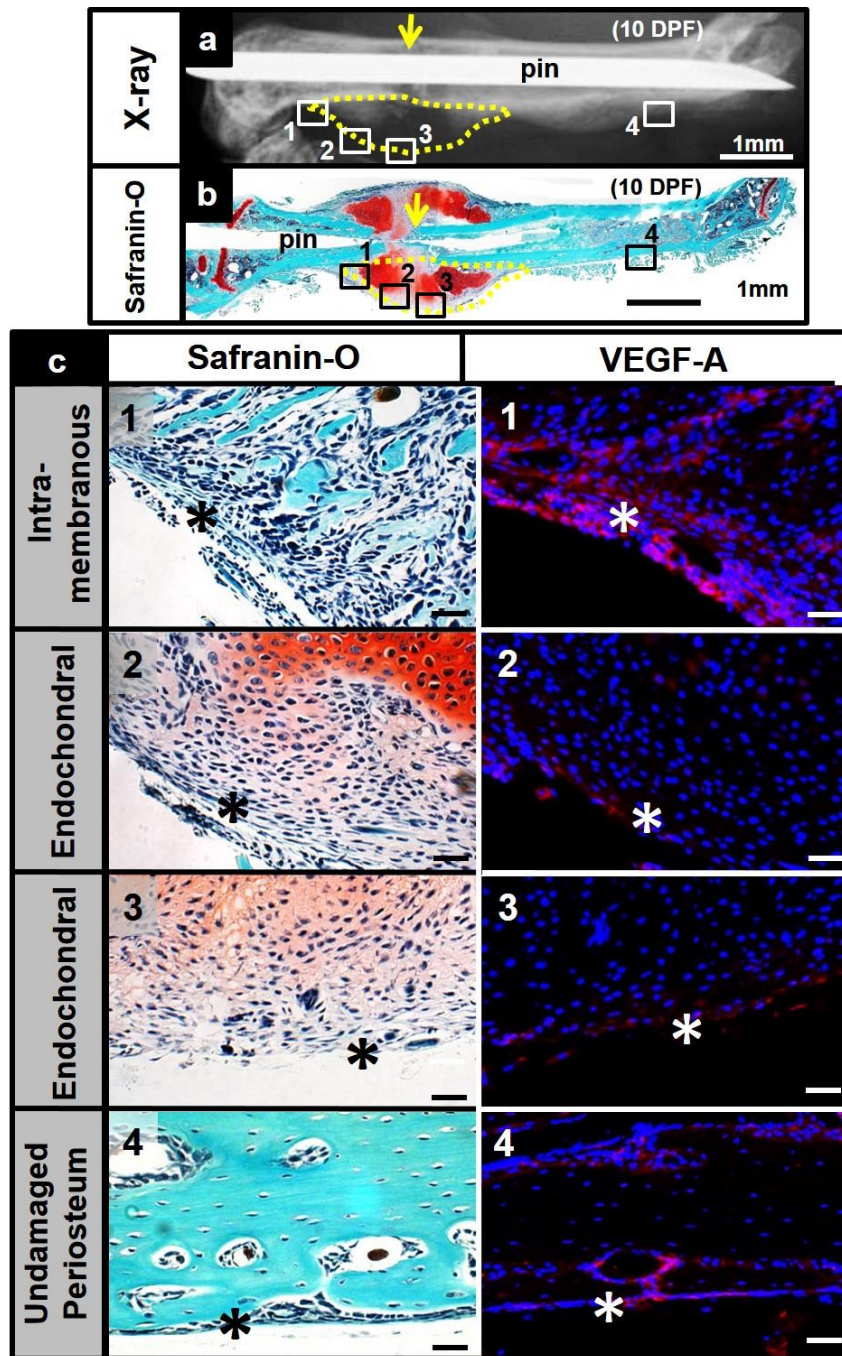 X-ray
a
(10 DPF)
pin
1
2
3
4
1mm
Safranin-O
b
(10 DPF)
pin
1
2
3
4
1mm
c
Safranin-O
VEGF-A
Intra-
membranous
1
*
1
*
Endochondral
2
*
2
*
Endochondral
3
*
3
*
Undamaged
Periosteum
4
*
4
*